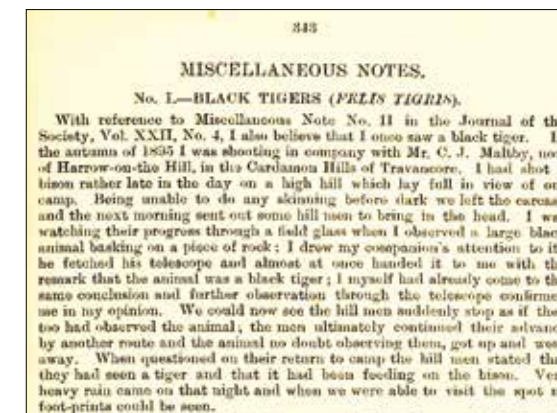 343
MISCELLANEOUS NOTES.
No. I.—BLACK TIGERS (FELIS TIGRIS).
With reference to Miscellaneous Note No. 11 in the Journal of th
Society, Vol. XXII, No. 4, I also believe that I once saw a black tiger. I
the autumn of 1895 I was shooting in company with Mr. C. J. Maltby, no
of Harrow-on-the Hill, in the Cardamon Hills of Travancore. I had shot
bison rather late in the day on a high hill which lay full in view of ou
camp. Being unable to do any skinning before dark we left the carcas
and the next morning sent out some hill men to bring in the head. I wa
watching their progress through a field glass when I observed a large blac
animal basking on a piece of rock; I drew my companion's attention to it
he fetched his telescope and almost at once handed it to me with th
remark that the animal was a black tiger; I myself had already come to th
same conclusion and further observation through the telescope confirme
me in my opinion. We could now see the hill men suddenly stop as if the
too had observed the animal; the men ultimately continued their advanc
by another route and the animal no doubt observing them, got up and wen
away. When questioned on their return to camp the hill men stated tha
they had seen a tiger and that it had been feeding on the bison. Ver
heavy rain came on that night and when we were able to visit the spot n
foot-prints could be seen.